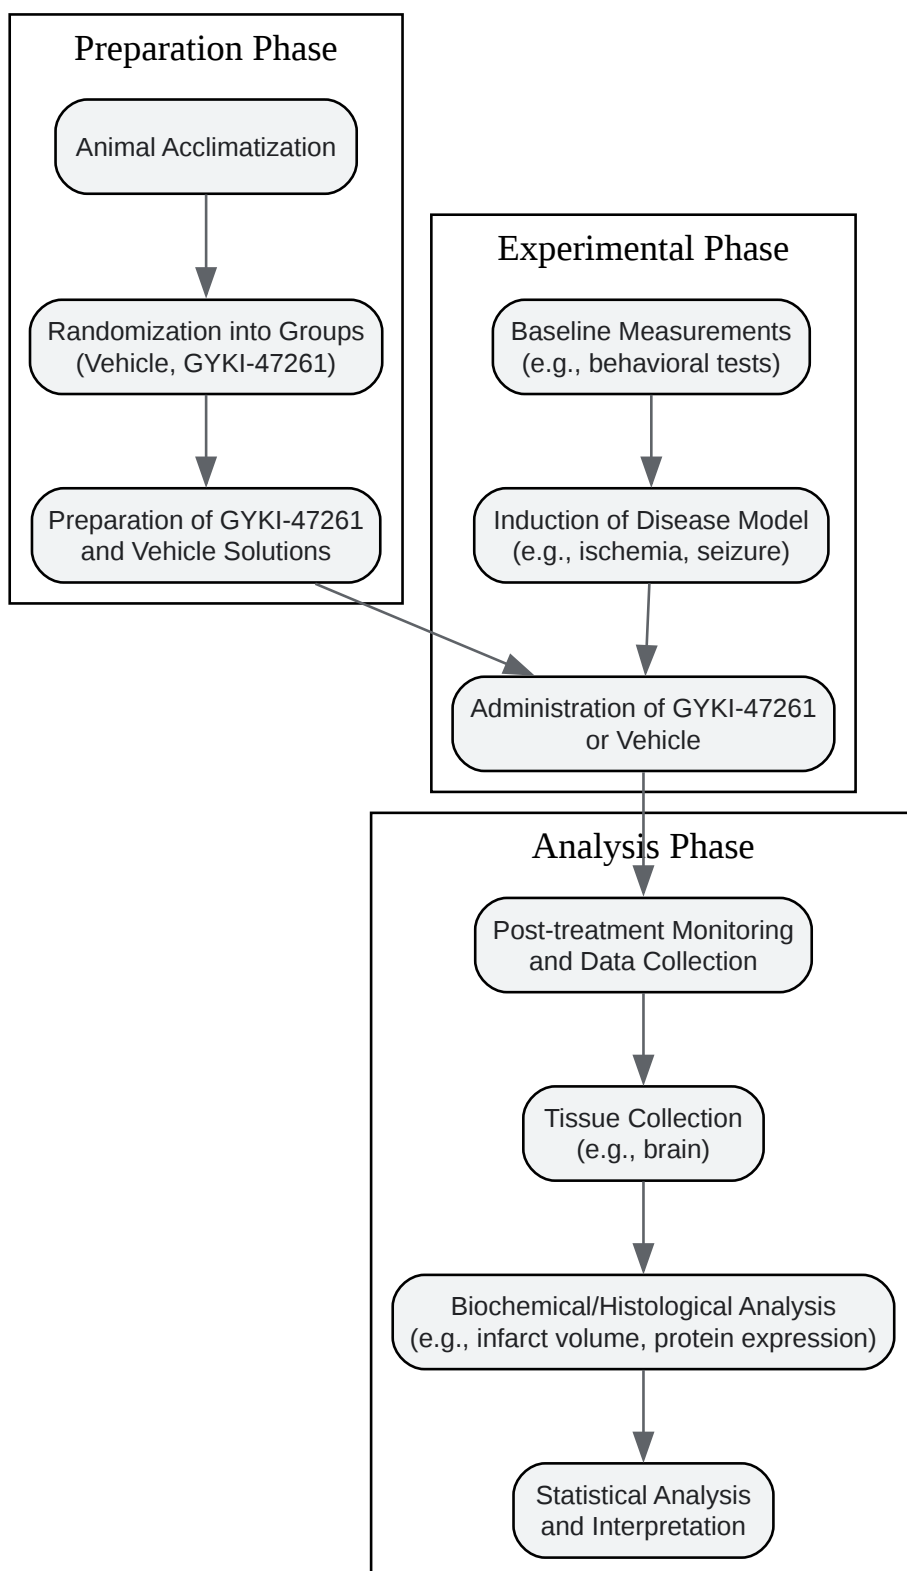 Preparation Phase
Animal Acclimatization
Randomization into Groups
(Vehicle, GYKI-47261)
Preparation of GYKI-47261
and Vehicle Solutions
Experimental Phase
Baseline Measurements
(e.g., behavioral tests)
Induction of Disease Model
(e.g., ischemia, seizure)
Administration of GYKI-47261
or Vehicle
Analysis Phase
Post-treatment Monitoring
and Data Collection
Tissue Collection
(e.g., brain)
Biochemical/Histological Analysis
(e.g., infarct volume, protein expression)
Statistical Analysis
and Interpretation